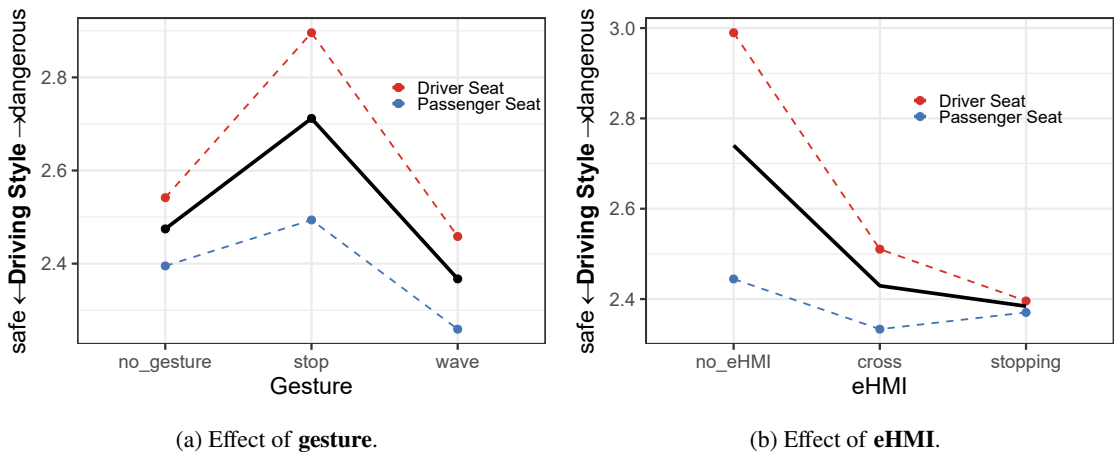 safe ←Driving Style →dangerous
2.8
2.6
2.4
Driver Seat
Passenger Seat
no_gesture stop wave
Gesture
(a) Effect of gesture.
safe ←Driving Style →dangerous
3.0
2.8
2.6
2.4
Driver Seat
Passenger Seat
no_eHMI cross stopping
eHMI
(b) Effect of eHMI.